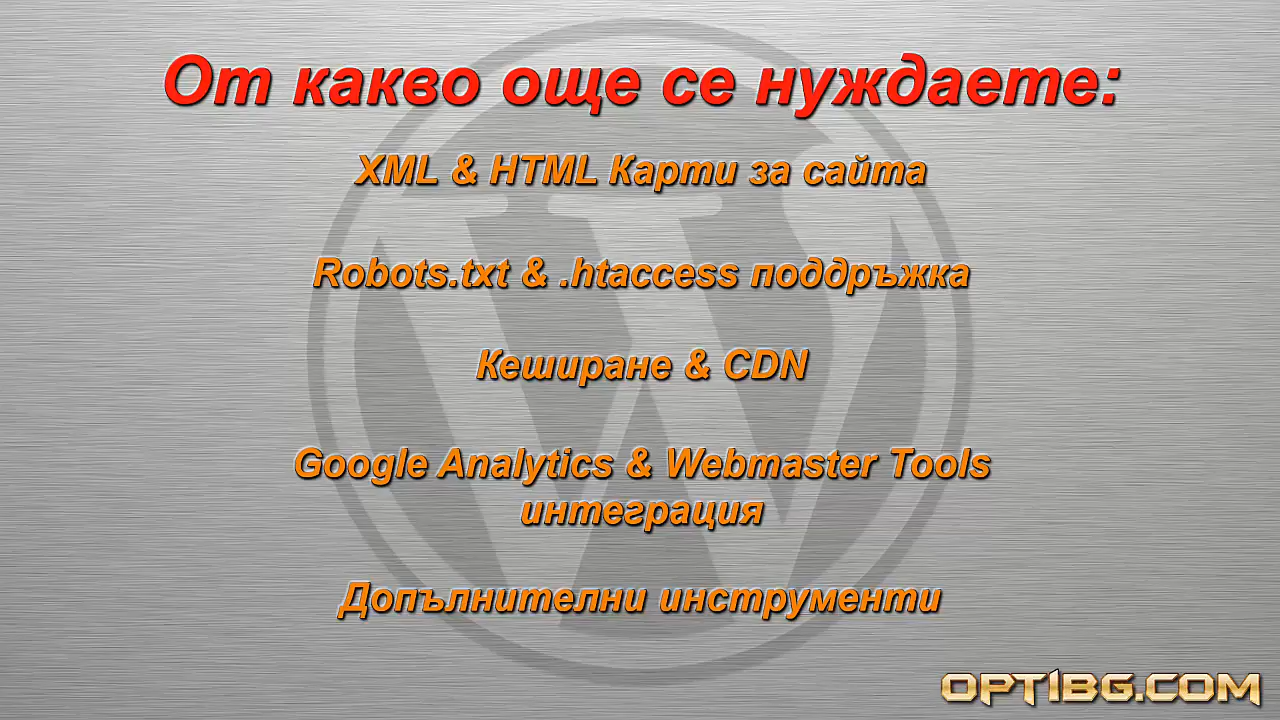 От какво още се нуждаете:
XML & HTML Карти за сайта
Robots.txt & .htaccess поддръжка
Кеширане & CDN
Google Analytics & Webmaster Tools
интеграция
Допълнителни инструменти
OPTIBG.COM